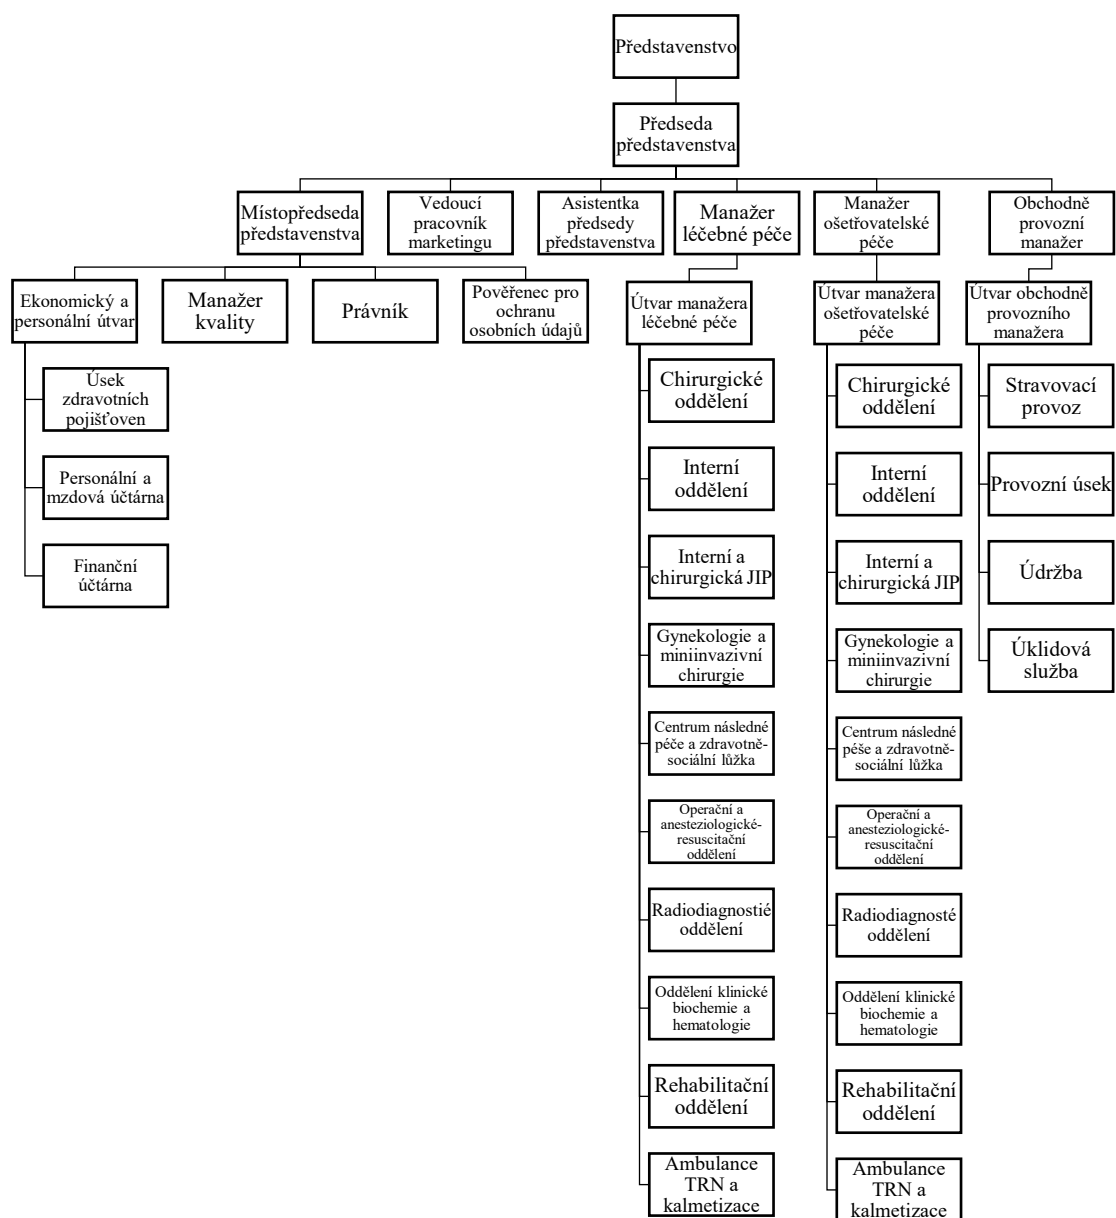 Představenstvo
Předseda
představenstva
Místopředseda
představenstva
Vedoucí
pracovník
marketingu
Asistentka
předsedy
představenstva
Manažer
léčebné péče
Manažer
ošetřovatelské
péče
Obchodně
provozní
manažer
Ekonomický a
personální útvar
Manažer
kvality
Právník
Pověřenec pro
ochranu
osobních údajů
Útvar manažera
léčebné péče
Útvar manažera
ošetřovatelské
péče
Útvar obchodně
provozního
manažera
Úsek
zdravotních
pojišťoven
Personální a
mzdová účtárna
Finanční
účtárna
Chirurgické
oddělení
Interní
oddělení
Interní a
chirurgická JIP
Gynekologie a
miniinvazivní
chirurgie
Centrum následné
péče a zdravotně-
sociální lůžka
Operační a
anesteziologické-
resuscitační
oddělení
Radiodiagnostié
oddělení
Oddělení klinické
biochemie a
hematologie
Rehabilitační
oddělení
Ambulance
TRN a
kalmetizace
Chirurgické
oddělení
Interní
oddělení
Interní a
chirurgická JIP
Gynekologie a
miniinvazivní
chirurgie
Centrum následné
péše a zdravotně-
sociální lůžka
Operační a
anesteziologické-
resuscitační
oddělení
Radiodiagnosté
oddělení
Oddělení klinické
biochemie a
hematologie
Rehabilitační
oddělení
Ambulance
TRN a
kalmetizace
Stravovací
provoz
Provozní úsek
Údržba
Úklidová
služba